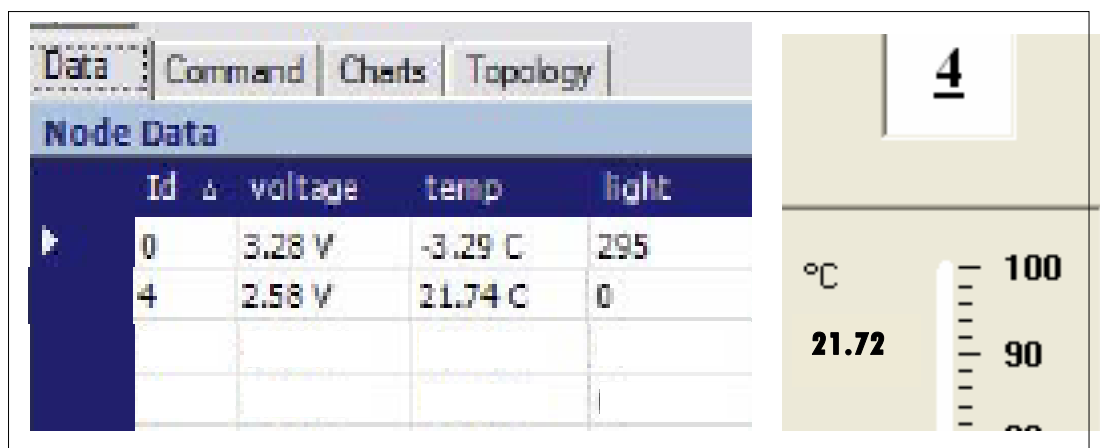 Data Command Charts Topology
Node Data
Id voltage temp light
0 3.28 V -3.29 C 295
4 2.58 V 21.74 C 0
4
°C
100
21.72
90